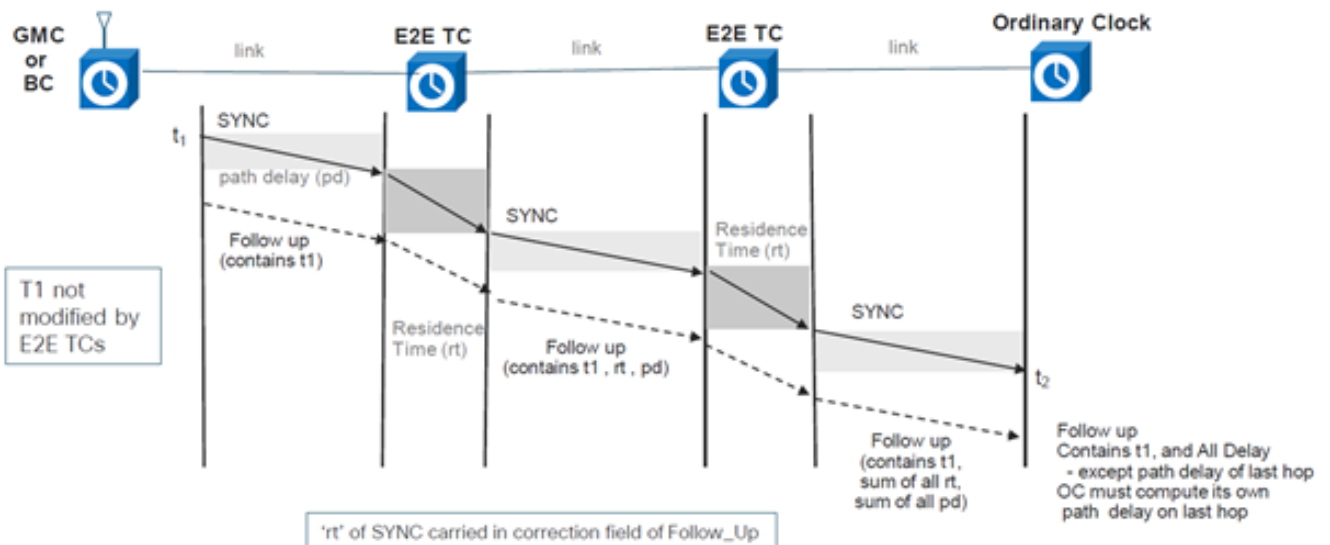 GMC
or
BC
link
E2E TC
link
E2E TC
link
Ordinary Clock
SYNC
t1
path delay (pd)
Follow up
(contains t1)
SYNC
Residence
Time (rt)
T1 not
modified by
E2E TCs
Residence
Time (rt)
Follow up
(contains t1 , rt , pd)
SYNC
t2
Follow up
(contains t1,
sum of all rt,
sum of all pd)
Follow up
Contains t1, and All Delay
- except path delay of last hop
OC must compute its own
path delay on last hop
'rt' of SYNC carried in correction field of Follow_Up